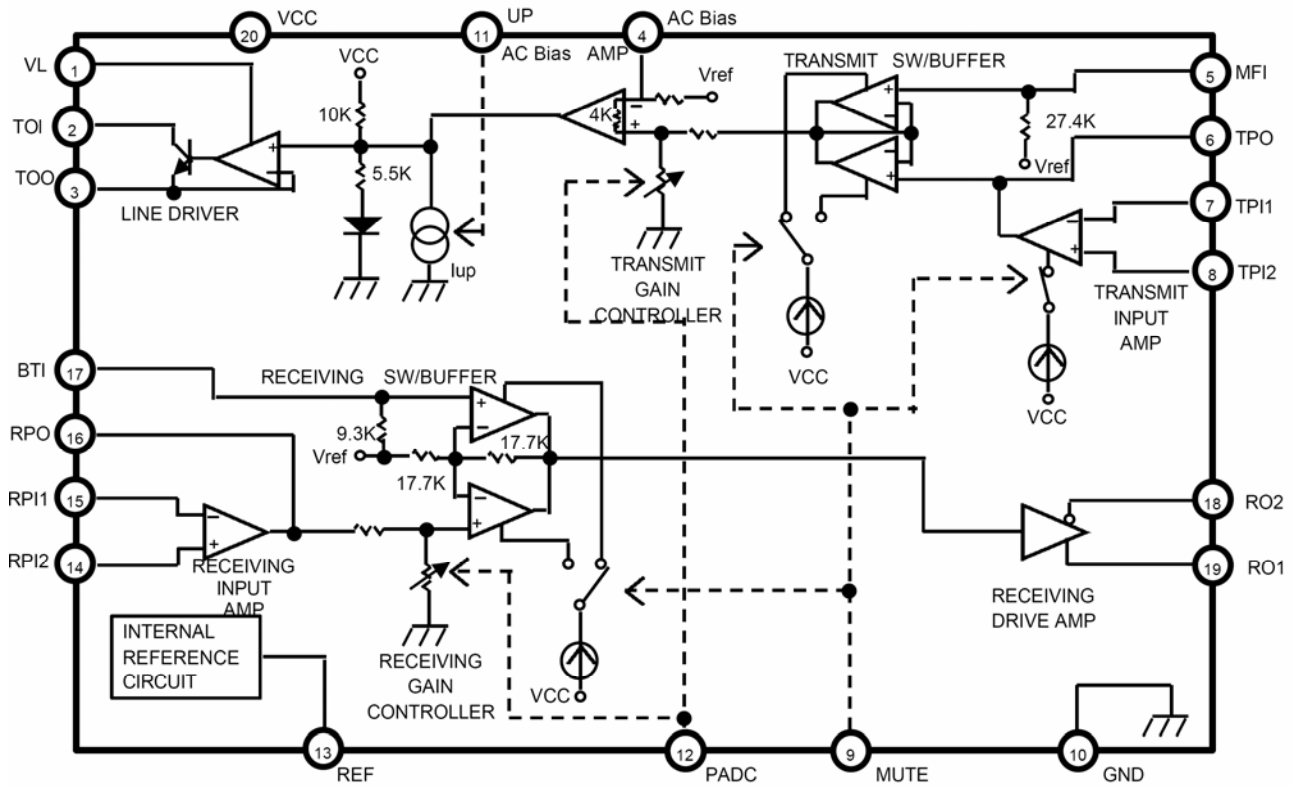 VCC
20
UP
11
AC Bias
4
AC Bias AMP
VL
1
VCC
Vref
TRANSMIT SW/BUFFER
5
MFI
TOI
2
10K
4K
27.4K
6
TPO
Vref
5.5K
TOO
3
LINE DRIVER
7
TPI1
Iup
TRANSMIT
GAIN
CONTROLLER
8
TPI2
TRANSMIT
INPUT
AMP
VCC
VCC
BTI
17
RECEIVING SW/BUFFER
RPO
16
9.3K
17.7K
Vref
17.7K
RPI1
15
18
RO2
RPI2
14
RECEIVING
INPUT
AMP
19
RO1
RECEIVING
DRIVE AMP
INTERNAL
REFERENCE
CIRCUIT
RECEIVING
GAIN
CONTROLLER
VCC
13
REF
12
PADC
9
MUTE
10
GND